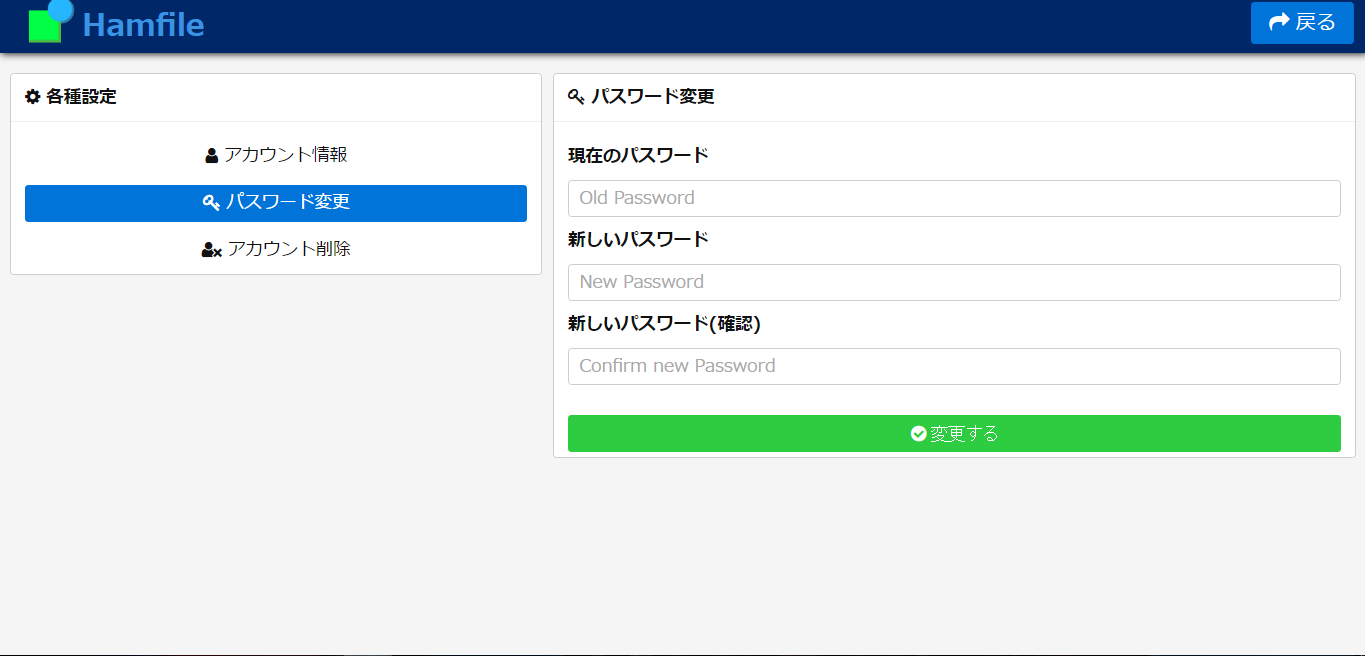 Hamfile
戻る
各種設定
アカウント情報
パスワード変更
アカウント削除
パスワード変更
現在のパスワード
Old Password
新しいパスワード
New Password
新しいパスワード(確認)
Confirm new Password
変更する